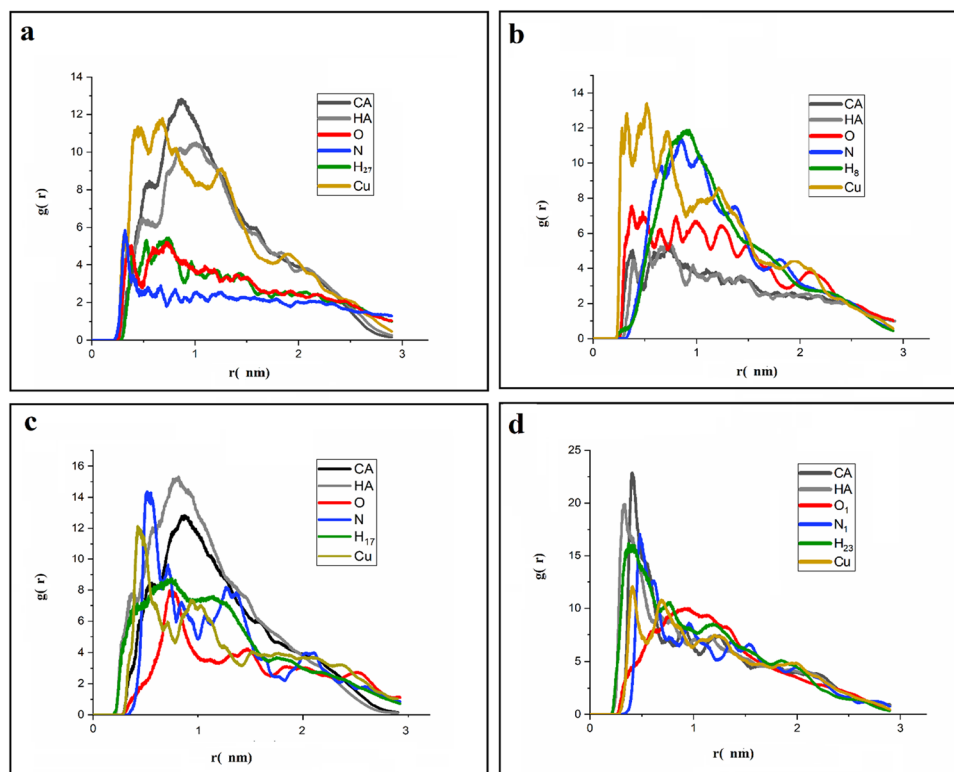 a
14
12
10
8
6
4
2
0
g( r)
0 1 2 3
r( nm)
CA
HA
O
N
H27
Cu
b
14
12
10
8
6
4
2
0
g( r)
0 1 2 3
r( nm)
CA
HA
O
N
H8
Cu
c
16
14
12
10
8
6
4
2
0
g( r)
0 1 2 3
r( nm)
CA
HA
O
N
H17
Cu
d
25
20
15
10
5
0
g( r)
0 1 2 3
r( nm)
CA
HA
O1
N1
H23
Cu